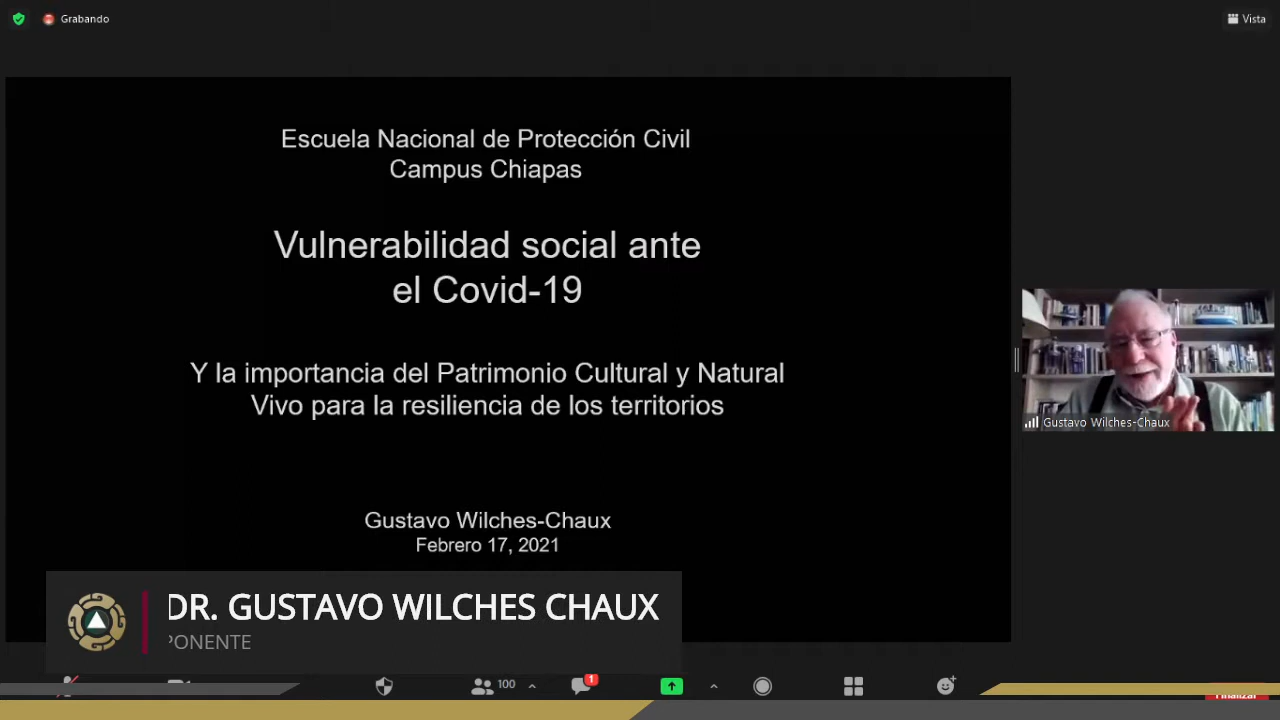 Grabando
Vista
Escuela Nacional de Protección Civil
Campus Chiapas
Vulnerabilidad social ante
el Covid-19
Y la importancia del Patrimonio Cultural y Natural
Vivo para la resiliencia de los territorios
Gustavo Wilches-Chaux
Gustavo Wilches-Chaux
Febrero 17, 2021
DR. GUSTAVO WILCHES CHAUX
PONENTE
100
1
Finalizar